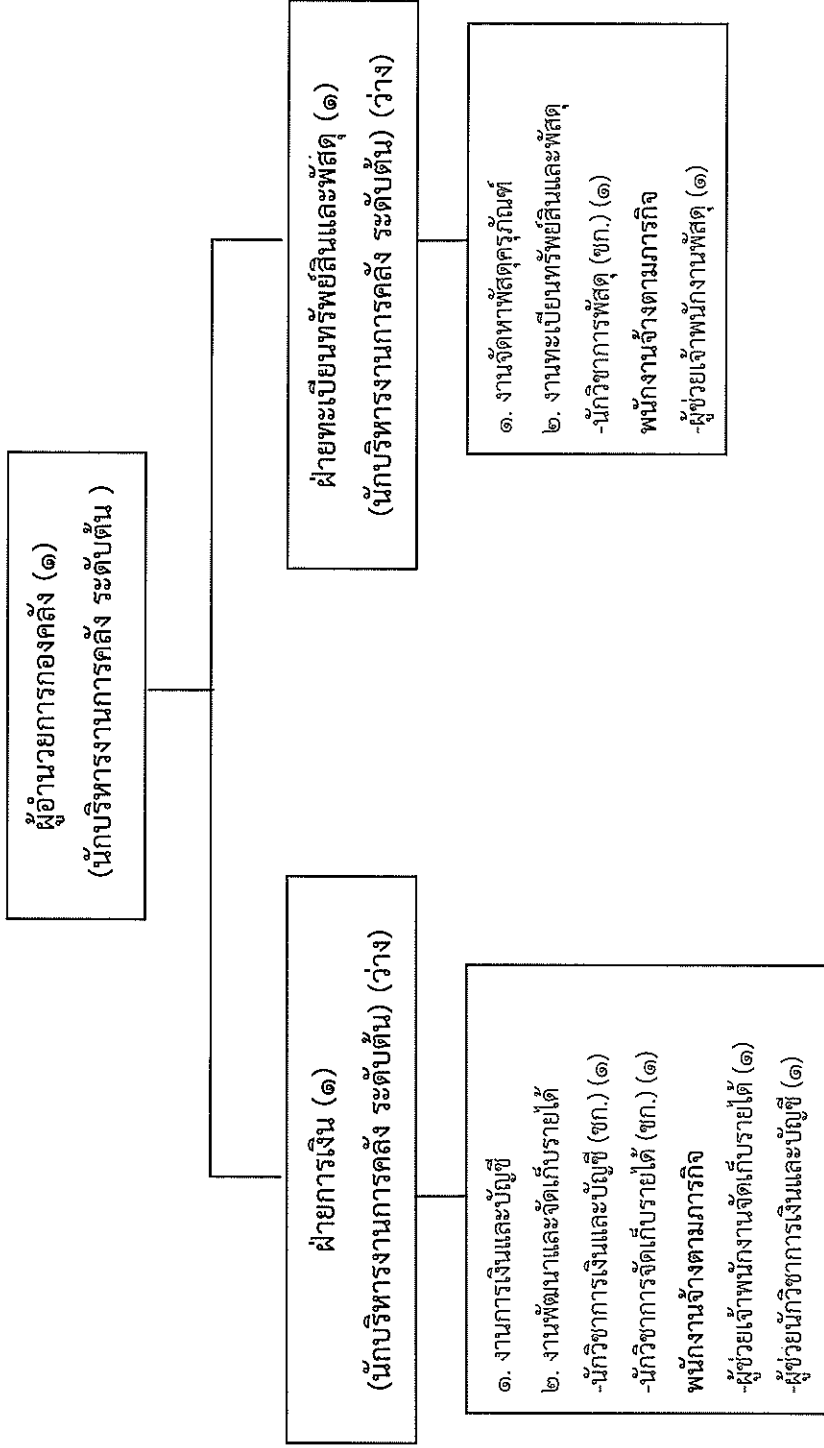 ผู้อำนวยการกองคลัง (๑)
(นักบริหารงานการคลัง ระดับต้น )
ฝ่ายการเงิน (๑)
(นักบริหารงานการคลัง ระดับต้น) (ว่าง)
๑. งานการเงินและบัญชี
๒. งานพัฒนาและจัดเก็บรายได้
-นักวิชาการเงินและบัญชี (ชก.) (๑)
-นักวิชาการจัดเก็บรายได้ (ชก.) (๑)
พนักงานจ้างตามภารกิจ
-ผู้ช่วยเจ้าพนักงานจัดเก็บรายได้ (๑)
-ผู้ช่วยนักวิชาการเงินและบัญชี (๑)
ฝ่ายทะเบียนทรัพย์สินและพัสดุ (๑)
(นักบริหารงานการคลัง ระดับต้น) (ว่าง)
๑. งานจัดหาพัสดุครุภัณฑ์
๒. งานทะเบียนทรัพย์สินและพัสดุ
-นักวิชาการพัสดุ (ชก.) (๑)
พนักงานจ้างตามภารกิจ
-ผู้ช่วยเจ้าพนักงานพัสดุ (๑)